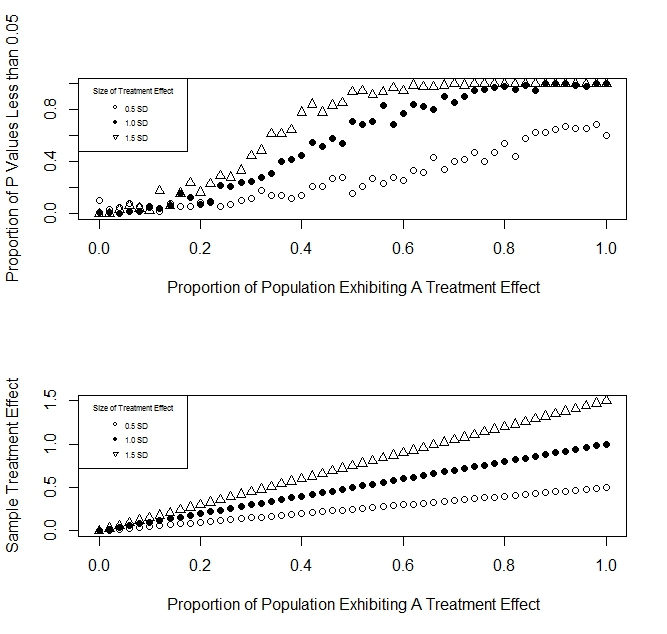 Proportion of P Values Less than 0.05
0.8
0.4
0.0
Size of Treatment Effect
0.5 SD
1.0 SD
1.5 SD
0.0 0.2 0.4 0.6 0.8 1.0
Proportion of Population Exhibiting A Treatment Effect
Sample Treatment Effect
1.5
1.0
0.5
0.0
Size of Treatment Effect
0.5 SD
1.0 SD
1.5 SD
0.0 0.2 0.4 0.6 0.8 1.0
Proportion of Population Exhibiting A Treatment Effect